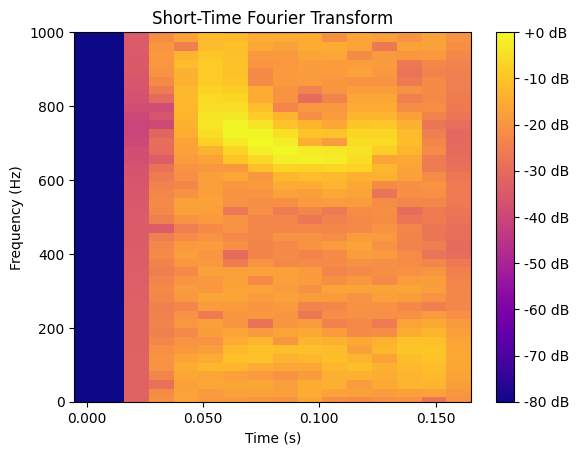 Short-Time Fourier Transform
1000
800
600
400
200
0
Frequency (Hz)
0.000
0.050
0.100
0.150
Time (s)
+0 dB
-10 dB
-20 dB
-30 dB
-40 dB
-50 dB
-60 dB
-70 dB
-80 dB